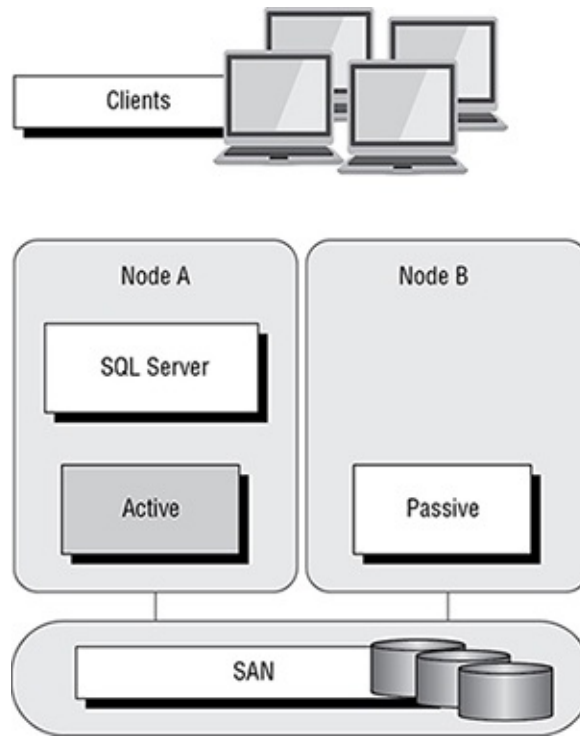 Clients
Node A
Node B
SQL Server
Active
Passive
SAN